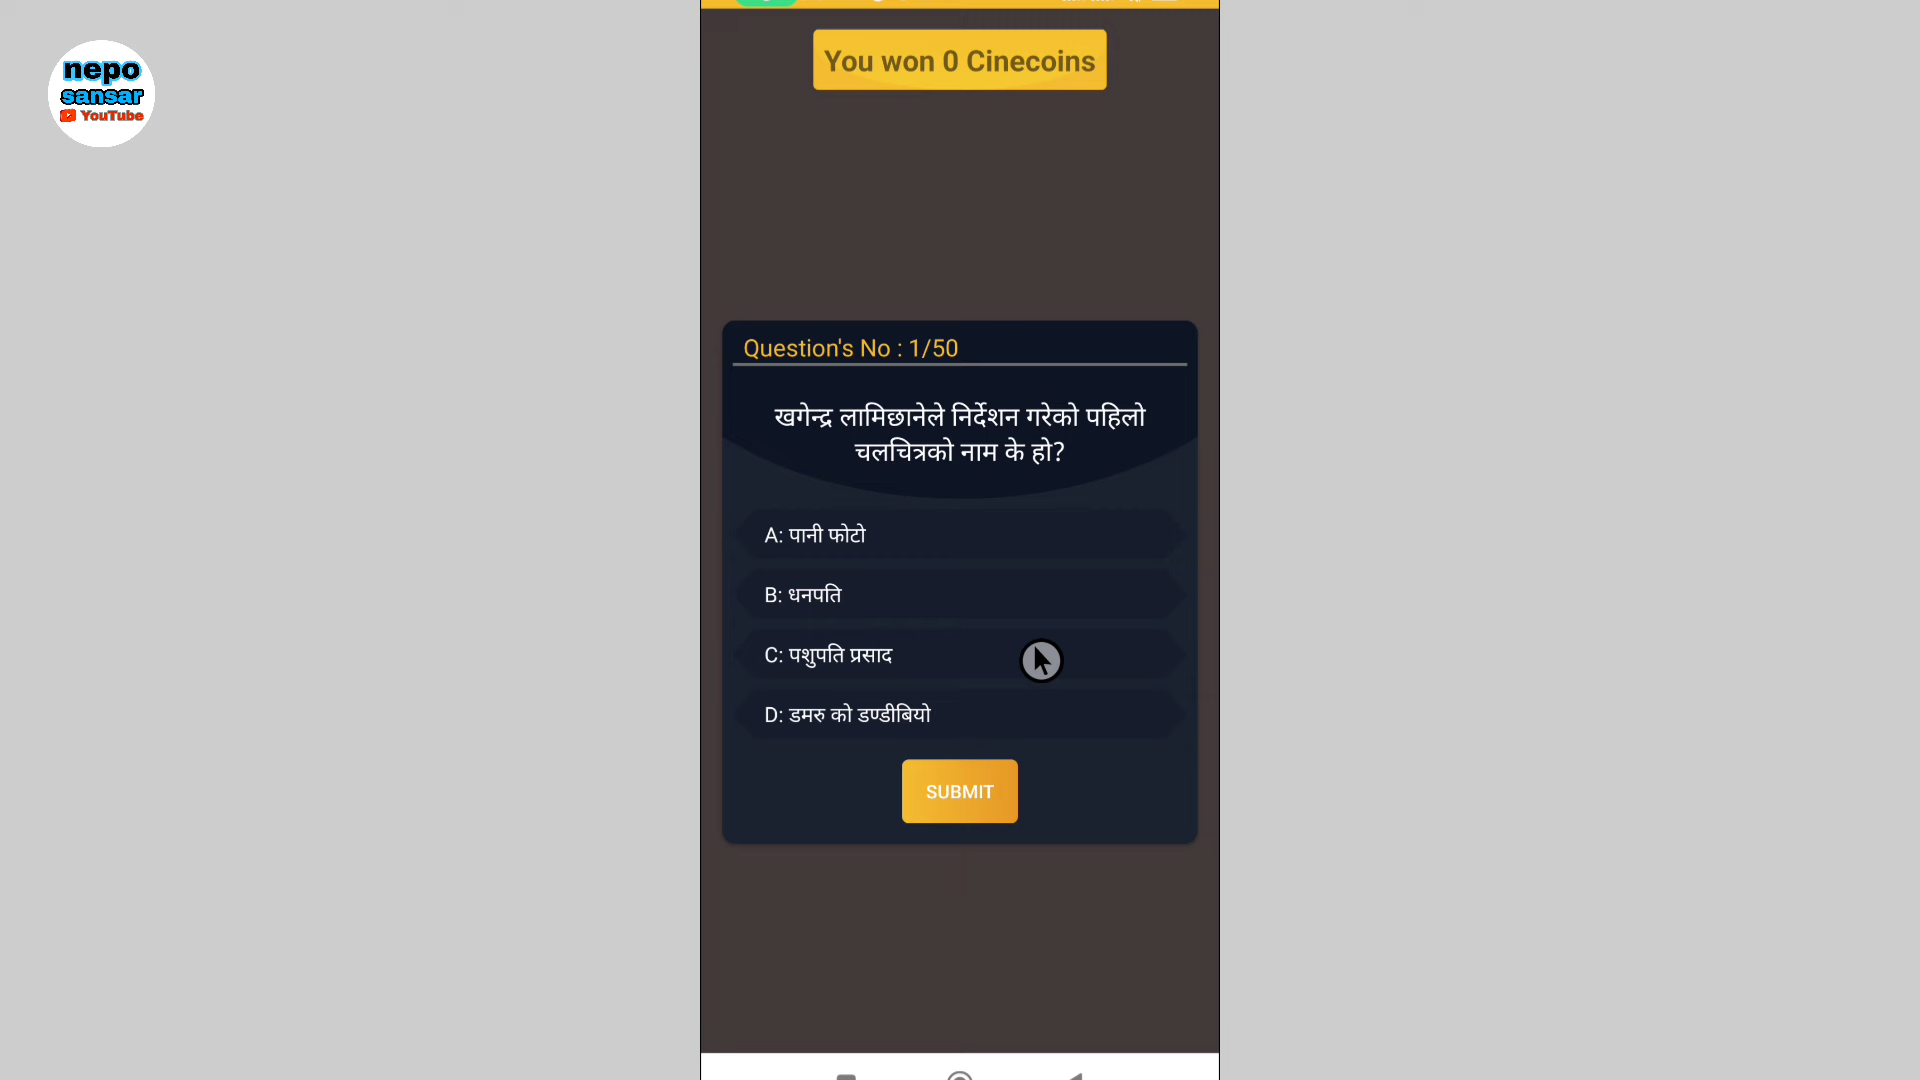 nepo
sansar
YouTube
You won 0 Cinecoins
Question's No : 1/50
खगेन्द्र लामिछानेले निर्देशन गरेको पहिलो
चलचित्रको नाम के हो?
A: पानी फोटो
B: धनपति
C: पशुपति प्रसाद
D: डमरु को डण्डीबियो
SUBMIT